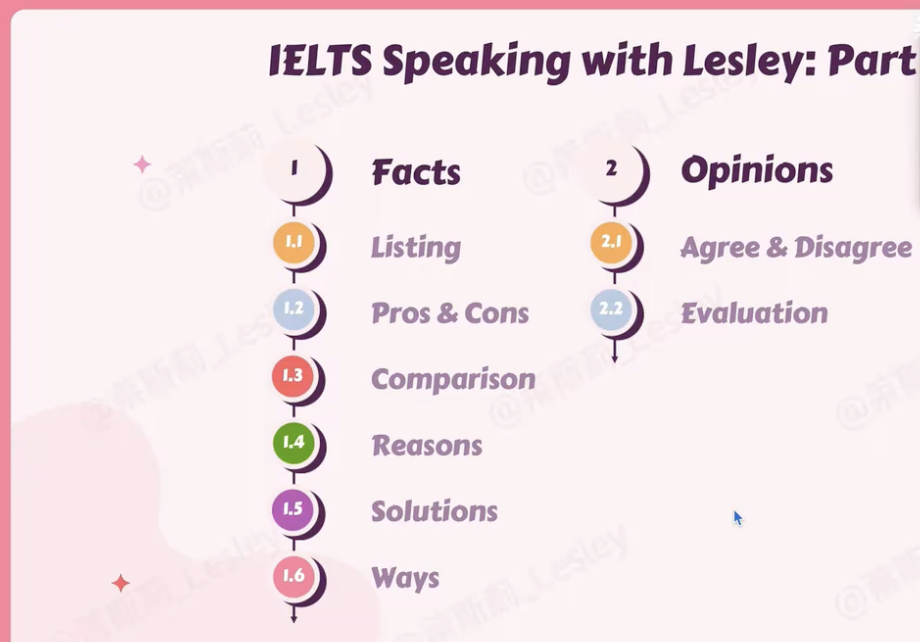 IELTS Speaking with Lesley: Part
1 Facts
1.1 Listing
1.2 Pros & Cons
1.3 Comparison
1.4 Reasons
1.5 Solutions
1.6 Ways
2 Opinions
2.1 Agree & Disagree
2.2 Evaluation
@莱斯莉_Lesley